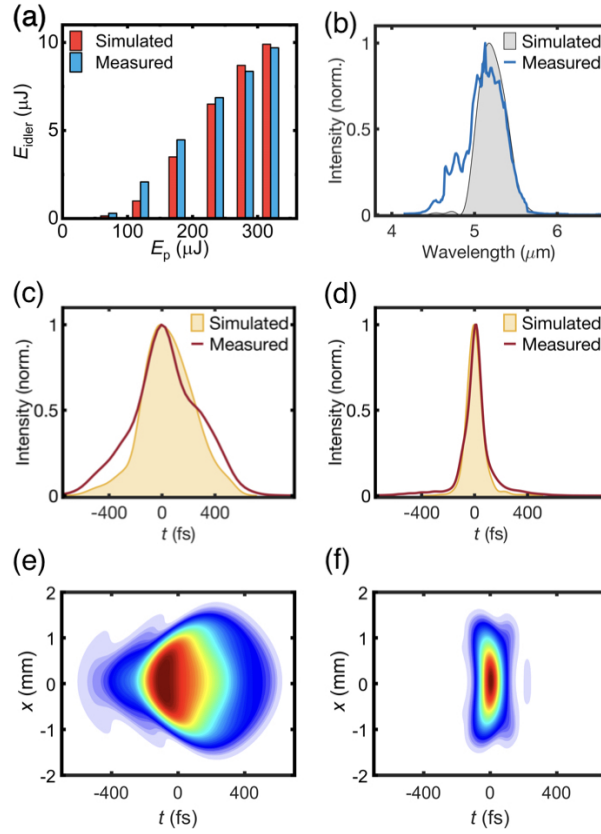 (a)
Simulated
Measured
10
5
0
E_idler (μJ)
0 100 200 300
E_p (μJ)
(b)
Simulated
Measured
1
0.5
0
Intensity (norm.)
4 5 6
Wavelength (μm)
(c)
Simulated
Measured
1
0.5
0
Intensity (norm.)
-400 0 400
t (fs)
(d)
Simulated
Measured
1
0.5
0
Intensity (norm.)
-400 0 400
t (fs)
(e)
2
1
0
-1
-2
x (mm)
-400 0 400
t (fs)
(f)
2
1
0
-1
-2
x (mm)
-400 0 400
t (fs)